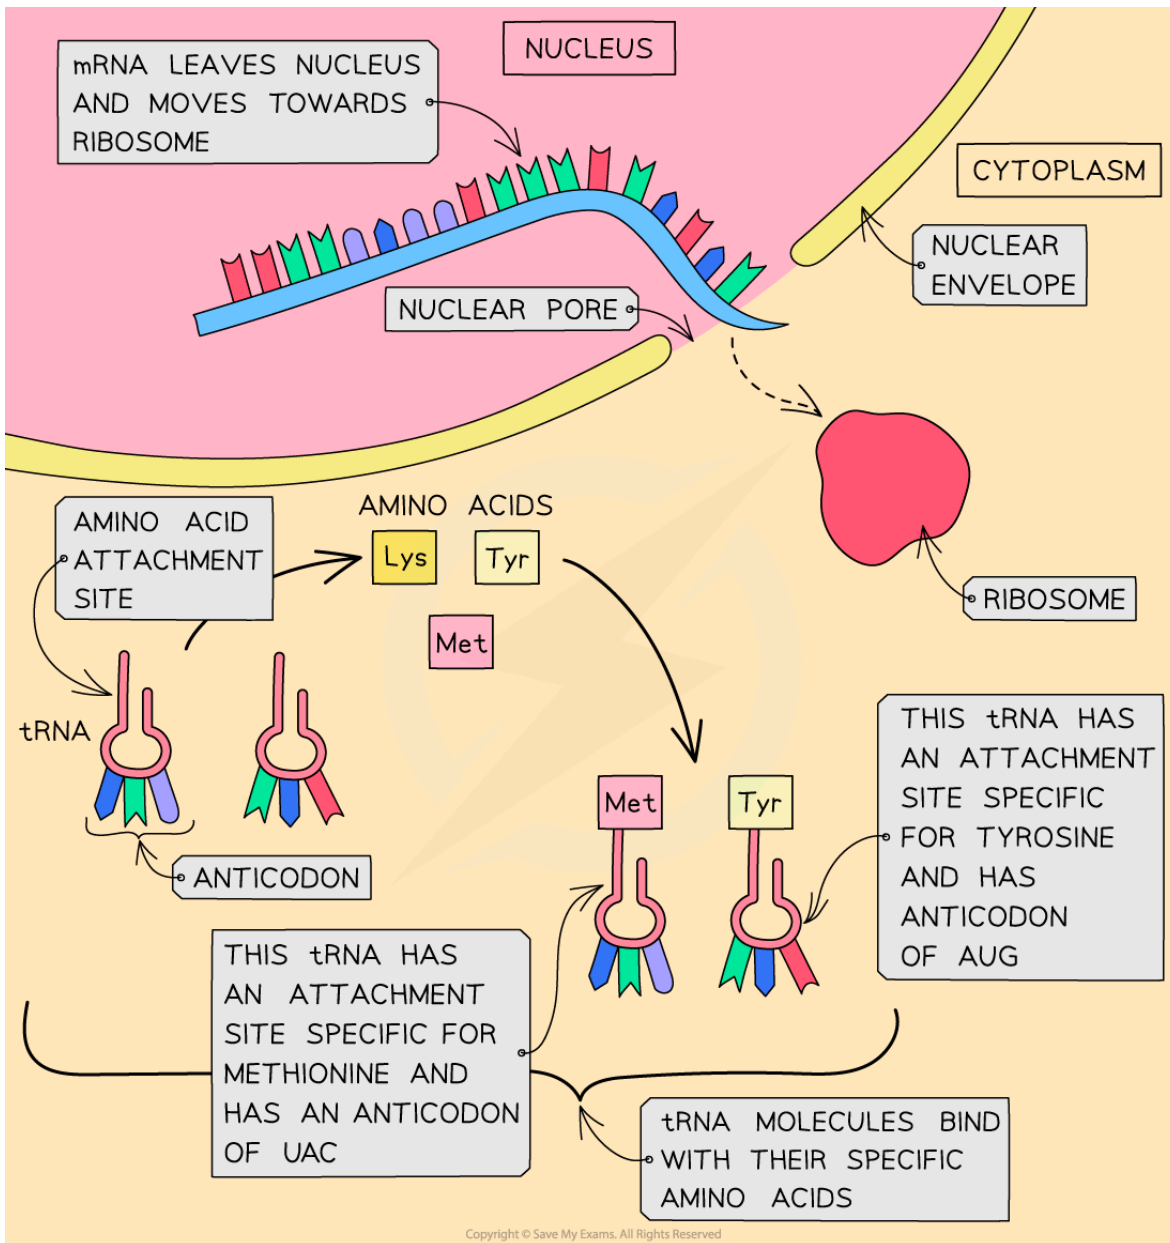 NUCLEUS
mRNA LEAVES NUCLEUS
AND MOVES TOWARDS
RIBOSOME
CYTOPLASM
NUCLEAR
ENVELOPE
NUCLEAR PORE
AMINO ACID
ATTACHMENT
SITE
AMINO ACIDS
Lys
Tyr
Met
RIBOSOME
tRNA
ANTICODON
Met
Tyr
THIS tRNA HAS
AN ATTACHMENT
SITE SPECIFIC
FOR TYROSINE
AND HAS
ANTICODON
OF AUG
THIS tRNA HAS
AN ATTACHMENT
SITE SPECIFIC FOR
METHIONINE AND
HAS AN ANTICODON
OF UAC
tRNA MOLECULES BIND
WITH THEIR SPECIFIC
AMINO ACIDS
Copyright © Save My Exams. All Rights Reserved